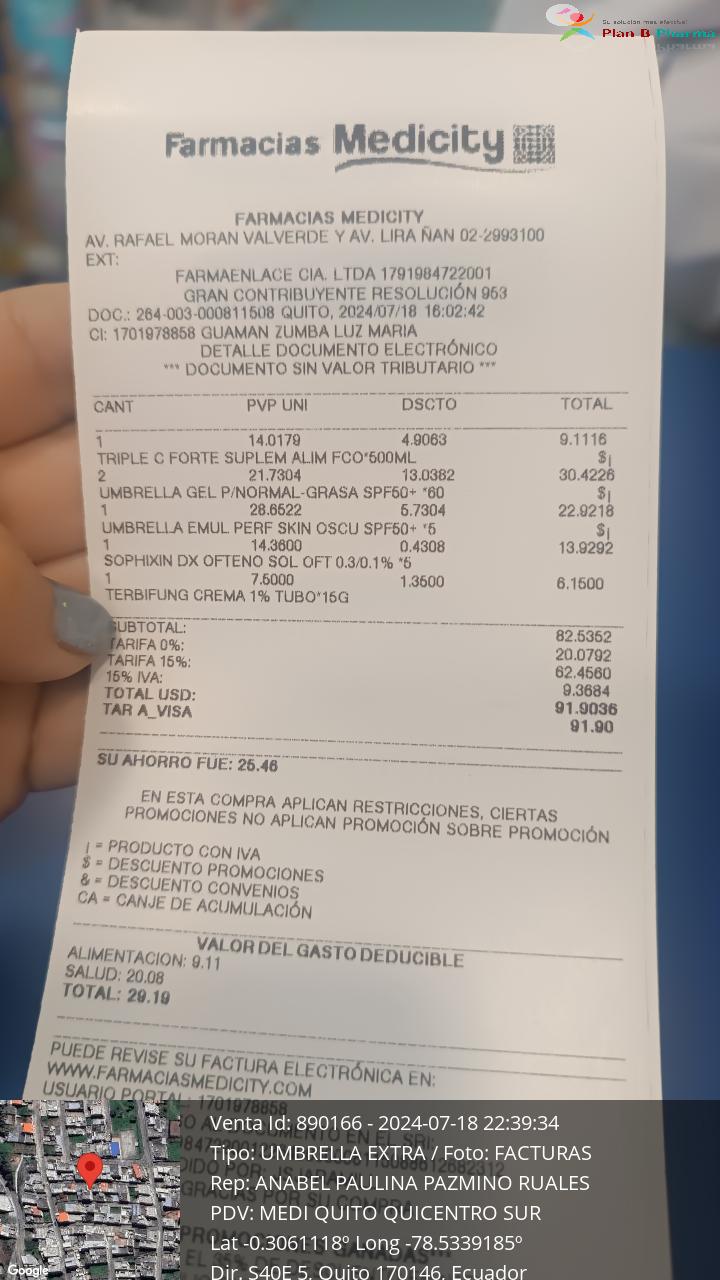 Su solución mas efectiva!
Plan B Pharma
Farmacias Medicity
FARMACIAS MEDICITY
AV. RAFAEL MORAN VALVERDE Y AV. LIRA ÑAN 02-2993100
EXT:
FARMAENLACE CIA. LTDA 1791984722001
GRAN CONTRIBUYENTE RESOLUCIÓN 953
DOC.: 264-003-000811508 QUITO, 2024/07/18 16:02:42
CI: 1701978858 GUAMAN ZUMBA LUZ MARIA
DETALLE DOCUMENTO ELECTRÓNICO
*** DOCUMENTO SIN VALOR TRIBUTARIO ***
CANT PVP UNI DSCTO TOTAL
1 14.0179 4.9063 9.1116
TRIPLE C FORTE SUPLEM ALIM FCO*500ML $¡
2 21.7304 13.0382 30.4226
UMBRELLA GEL P/NORMAL-GRASA SPF50+ *60 $¡
1 28.6522 5.7304 22.9218
UMBRELLA EMUL PERF SKIN OSCU SPF50+ *5 $¡
1 14.3600 0.4308 13.9292
SOPHIXIN DX OFTENO SOL OFT 0.3/0.1% *5
1 7.5000 1.3500 6.1500
TERBIFUNG CREMA 1% TUBO*15G
SUBTOTAL: 82.5352
TARIFA 0%: 20.0792
TARIFA 15%: 62.4560
15% IVA: 9.3684
TOTAL USD: 91.9036
TAR A_VISA 91.90
SU AHORRO FUE: 25.46
EN ESTA COMPRA APLICAN RESTRICCIONES, CIERTAS
PROMOCIONES NO APLICAN PROMOCIÓN SOBRE PROMOCIÓN
¡ = PRODUCTO CON IVA
$ = DESCUENTO PROMOCIONES
& = DESCUENTO CONVENIOS
CA = CANJE DE ACUMULACIÓN
VALOR DEL GASTO DEDUCIBLE
ALIMENTACION: 9.11
SALUD: 20.08
TOTAL: 29.19
PUEDE REVISE SU FACTURA ELECTRÓNICA EN:
WWW.FARMACIASMEDICITY.COM
USUARIO PORTAL: 1701978858
Venta Id: 890166 - 2024-07-18 22:39:34
Tipo: UMBRELLA EXTRA / Foto: FACTURAS
Rep: ANABEL PAULINA PAZMINO RUALES
PDV: MEDI QUITO QUICENTRO SUR
Lat -0.3061118º Long -78.5339185º
Dir. S40E 5, Quito 170146, Ecuador
Google